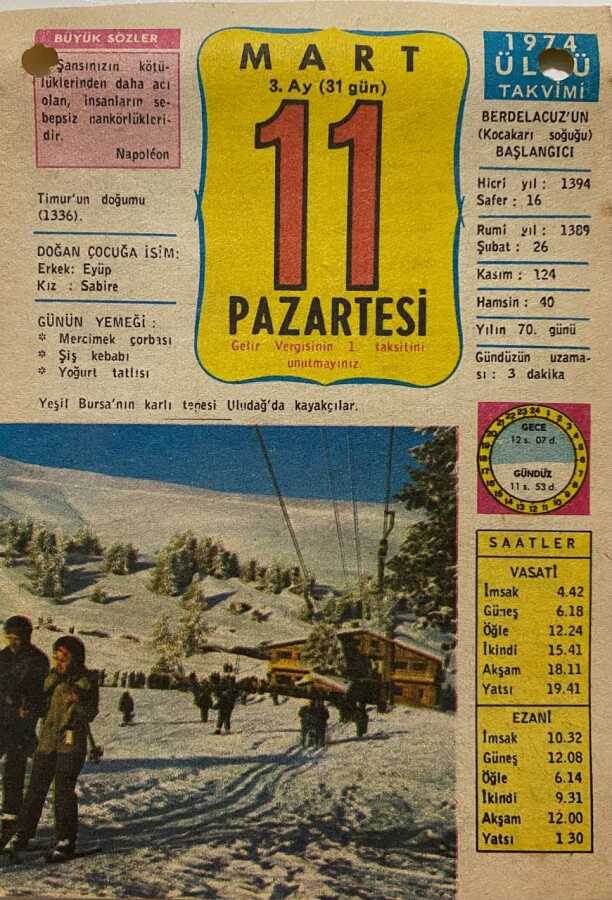 BÜYÜK SÖZLER
Şansınızın kötü-
lüklerinden daha acı
olan, insanların se-
bepsiz nankörlükleri-
dir.
Napoléon
Timur'un doğumu
(1336).
DOĞAN ÇOCUĞA İSİM:
Erkek: Eyüp
Kız : Sabire
GÜNÜN YEMEĞİ :
* Mercimek çorbası
* Şiş kebabı
* Yoğurt tatlısı
MART
3. Ay (31 gün)
11
PAZARTESİ
Gelir Vergisinin 1. taksitini
unutmayınız.
1974
TAKVİMİ
BERDELACUZ'UN
(Kocakarı soğuğu)
BAŞLANGICI
Hicri yıl : 1394
Safer : 16
Rumi yıl : 1389
Şubat : 26
Kasım : 124
Hamsin : 40
Yılın 70. günü
Gündüzün uzama-
sı : 3 dakika
Yeşil Bursa'nın karlı tepesi Uludağ'da kayakçılar.
GECE
12 s. 07 d.
GÜNDÜZ
11 s. 53 d.
SAATLER
VASATİ
İmsak 4.42
Güneş 6.18
Öğle 12.24
İkindi 15.41
Akşam 18.11
Yatsı 19.41
EZANİ
İmsak 10.32
Güneş 12.08
Öğle 6.14
İkindi 9.31
Akşam 12.00
Yatsı 1 30